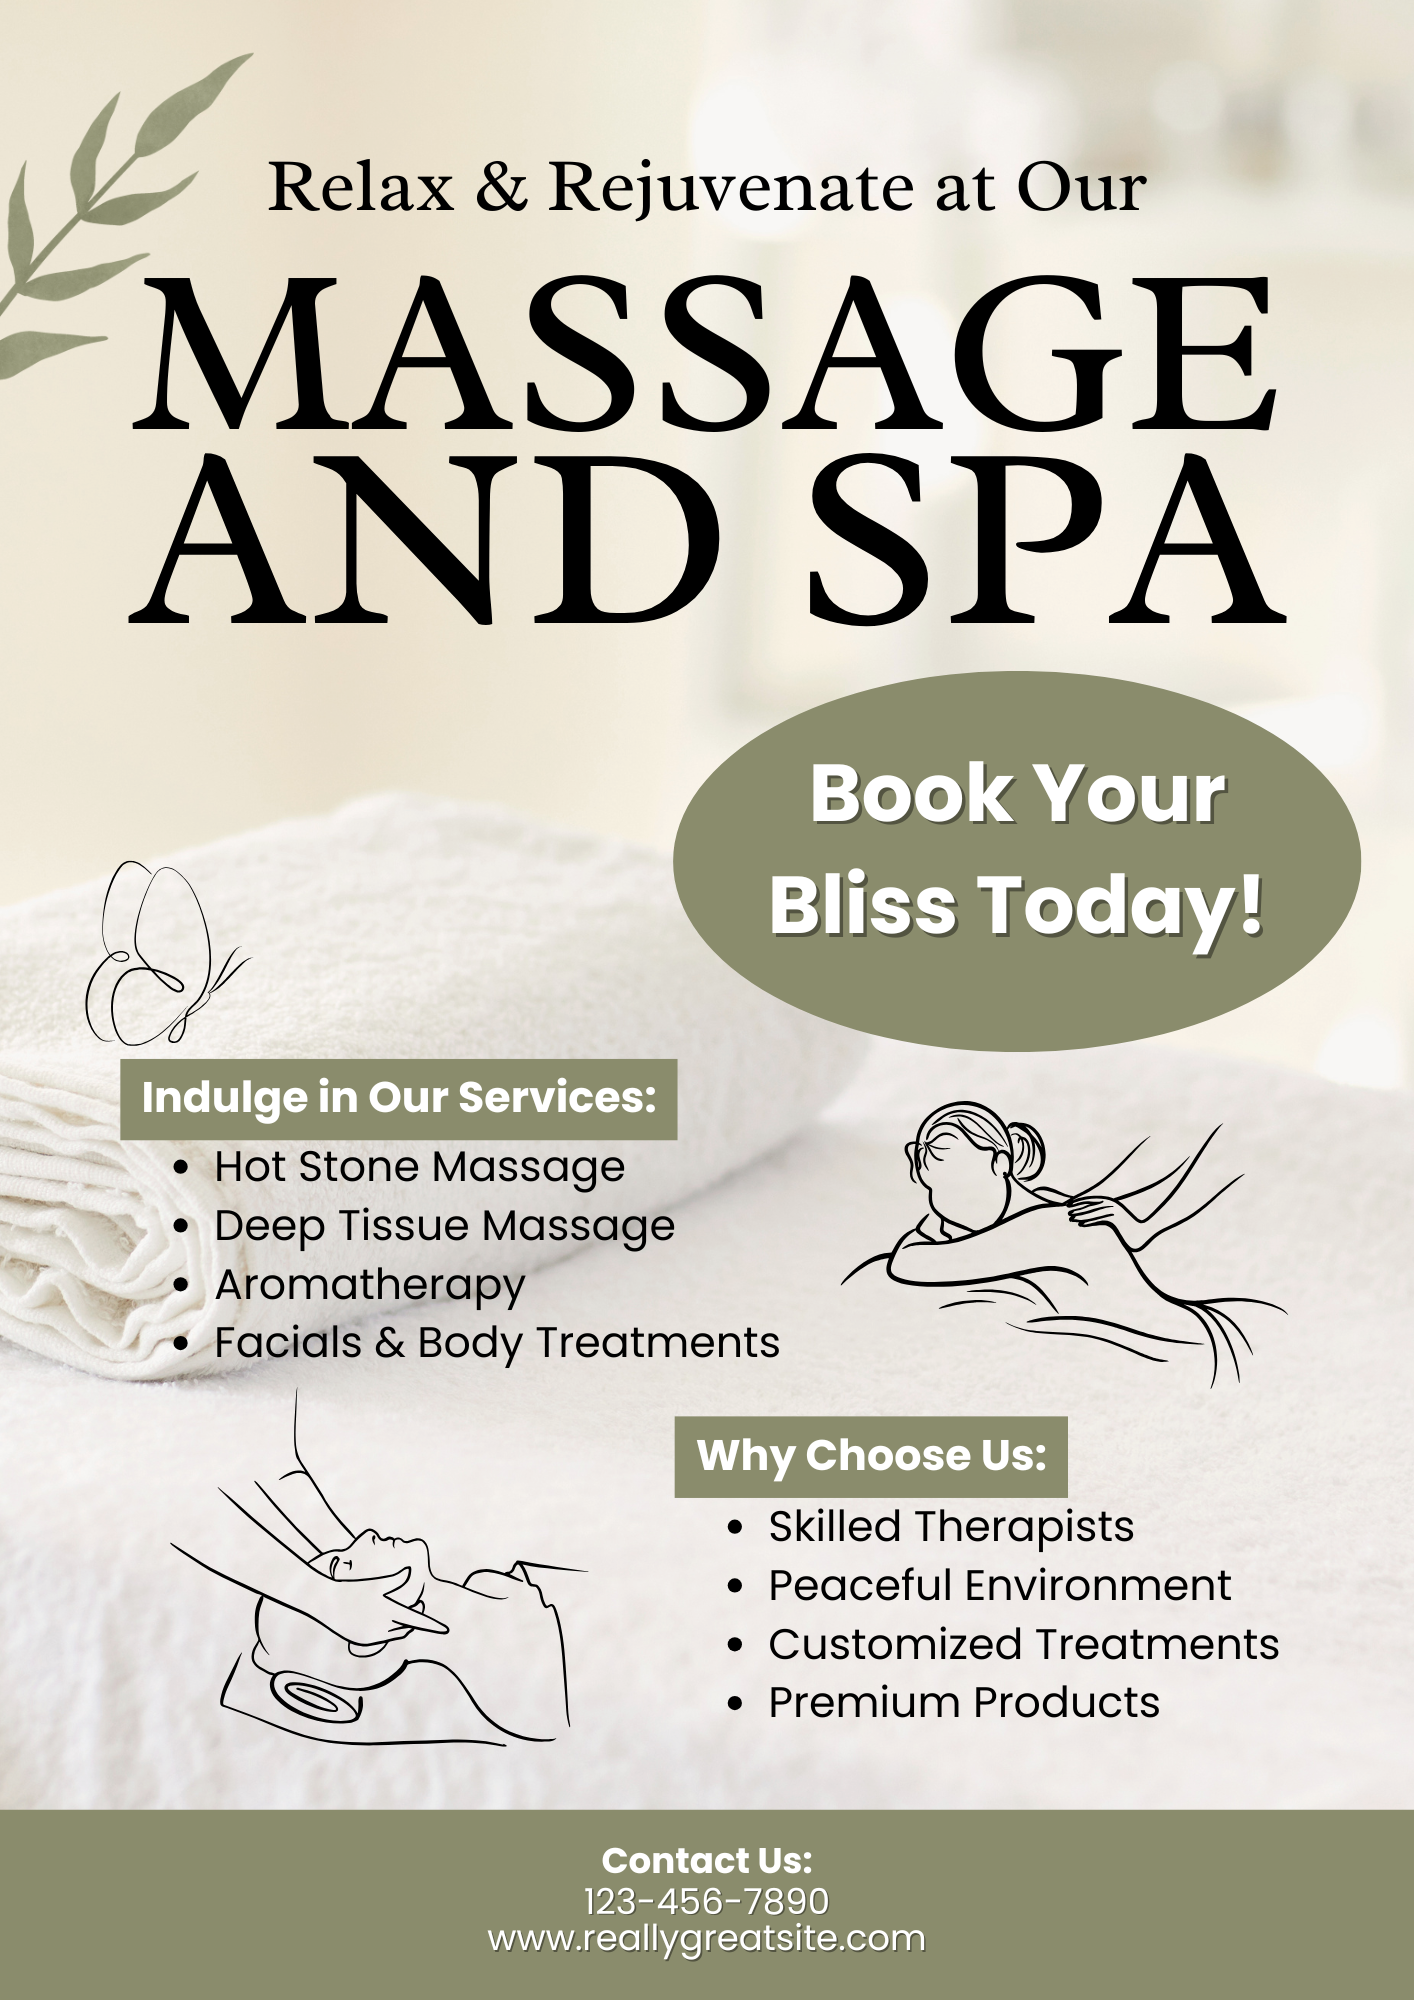 Relax & Rejuvenate at Our
MASSAGE
AND SPA
Book Your
Bliss Today!
Indulge in Our Services:
• Hot Stone Massage
• Deep Tissue Massage
• Aromatherapy
• Facials & Body Treatments
Why Choose Us:
• Skilled Therapists
• Peaceful Environment
• Customized Treatments
• Premium Products
Contact Us:
123-456-7890
www.reallygreatsite.com